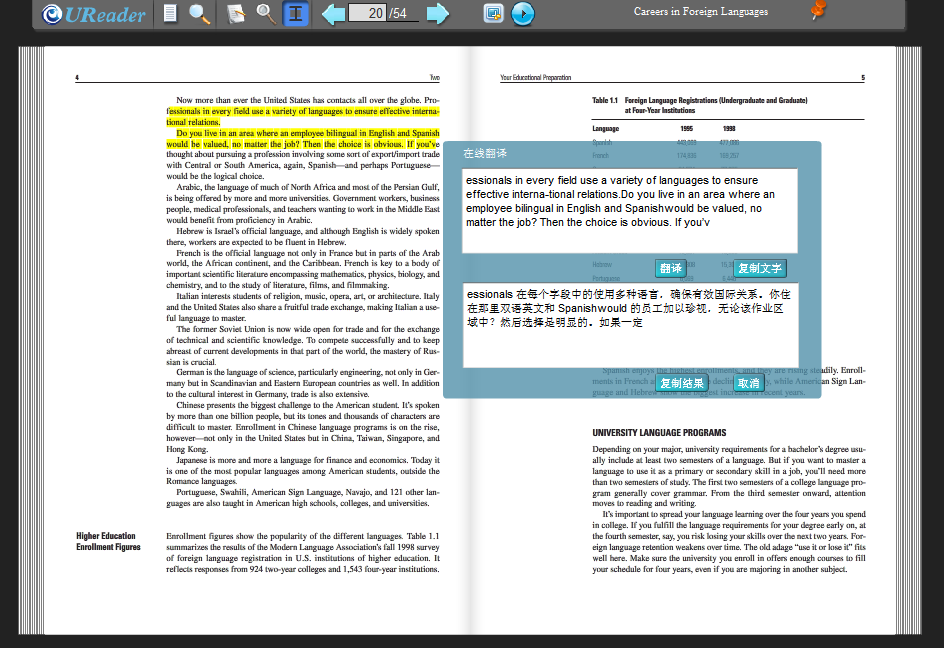 UReader
20 /54
Careers in Foreign Languages
4
Two
Now more than ever the United States has contacts all over the globe. Pro-
fessionals in every field use a variety of languages to ensure effective interna-
tional relations.
Do you live in an area where an employee bilingual in English and Spanish
would be valued, no matter the job? Then the choice is obvious. If you've
thought about pursuing a profession involving some sort of export/import trade
with Central or South America, again, Spanish—and perhaps Portuguese—
would be the logical choice.
Arabic, the language of much of North Africa and most of the Persian Gulf,
is being offered by more and more universities. Government workers, business
people, medical professionals, and teachers wanting to work in the Middle East
would benefit from proficiency in Arabic.
Hebrew is Israel's official language, and although English is widely spoken
there, workers are expected to be fluent in Hebrew.
French is the official language not only in France but in parts of the Arab
world, the African continent, and the Caribbean. French is key to a body of
important scientific literature encompassing mathematics, physics, biology, and
chemistry, and to the study of literature, films, and filmmaking.
Italian interests students of religion, music, opera, art, or architecture. Italy
and the United States also share a fruitful trade exchange, making Italian a use-
ful language to master.
The former Soviet Union is now wide open for trade and for the exchange
of technical and scientific knowledge. To compete successfully and to keep
abreast of current developments in that part of the world, the mastery of Rus-
sian is crucial.
German is the language of science, particularly engineering, not only in Ger-
many but in Scandinavian and Eastern European countries as well. In addition
to the cultural interest in Germany, trade is also extensive.
Chinese presents the biggest challenge to the American student. It's spoken
by more than one billion people, but its tones and thousands of characters are
difficult to master. Enrollment in Chinese language programs is on the rise,
however—not only in the United States but in China, Taiwan, Singapore, and
Hong Kong.
Japanese is more and more a language for finance and economics. Today it
is one of the most popular languages among American students, outside the
Romance languages.
Portuguese, Swahili, American Sign Language, Navajo, and 121 other lan-
guages are also taught in American high schools, colleges, and universities.
Higher Education
Enrollment Figures
Enrollment figures show the popularity of the different languages. Table 1.1
summarizes the results of the Modern Language Association's fall 1998 survey
of foreign language registration in U.S. institutions of higher education. It
reflects responses from 924 two-year colleges and 1,543 four-year institutions.
Your Educational Preparation
5
Table 1.1 Foreign Language Registrations (Undergraduate and Graduate)
at Four-Year Institutions
Language 1995 1998
Spanish
French
在线翻译
essionals in every field use a variety of languages to ensure
effective interna-tional relations.Do you live in an area where an
employee bilingual in English and Spanishwould be valued, no
matter the job? Then the choice is obvious. If you'v
Hebrew
Portuguese
翻译 复制文字
essionals 在每个字段中的使用多种语言，确保有效国际关系。你住
在那里双语英文和 Spanishwould 的员工加以珍视，无论该作业区
域中？然后选择是明显的。如果一定
复制结果 取消
Spanish enjoys the highest enrollments, and they are rising steadily. Enroll-
ments in French while American Sign Lan-
guage and Hebrew show the biggest increase in recent years.
UNIVERSITY LANGUAGE PROGRAMS
Depending on your major, university requirements for a bachelor's degree usu-
ally include at least two semesters of a language. But if you want to master a
language to use it as a primary or secondary skill in a job, you'll need more
than two semesters of study. The first two semesters of a college language pro-
gram generally cover grammar. From the third semester onward, attention
moves to reading and writing.
It's important to spread your language learning over the four years you spend
in college. If you fulfill the language requirements for your degree early on, at
the fourth semester, say, you risk losing your skills over the next two years. For-
eign language retention weakens over time. The old adage “use it or lose it” fits
well here. Make sure the university you enroll in offers enough courses to fill
your schedule for four years, even if you are majoring in another subject.